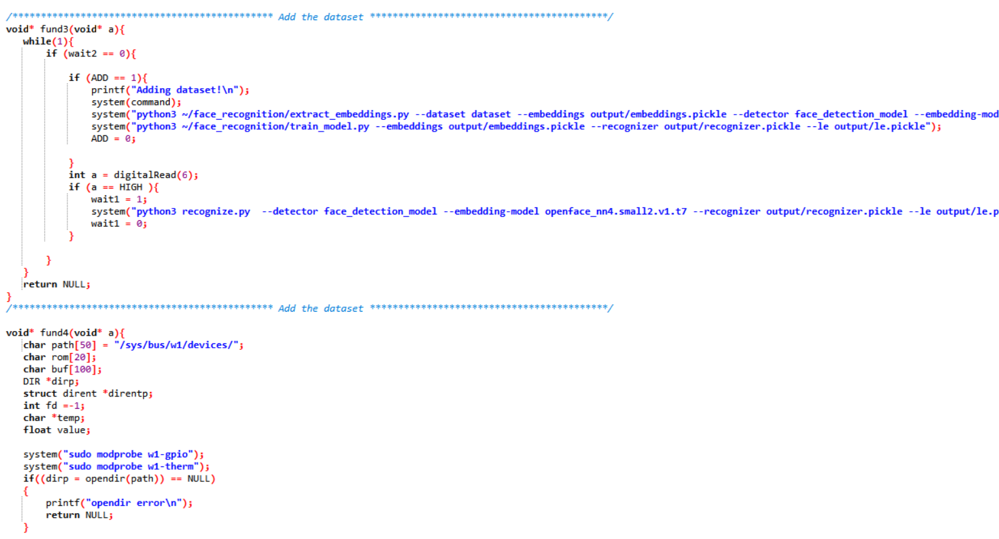 /********************************************** Add the dataset ******************************************/
void* fund3(void* a){
while(1){
if (wait2 == 0){
if (ADD == 1){
printf("Adding dataset!\n");
system(command);
system("python3 ~/face_recognition/extract_embeddings.py --dataset dataset --embeddings output/embeddings.pickle --detector face_detection_model --embedding-mod
system("python3 ~/face_recognition/train_model.py --embeddings output/embeddings.pickle --recognizer output/recognizer.pickle --le output/le.pickle");
ADD = 0;
}
int a = digitalRead(6);
if (a == HIGH ){
wait1 = 1;
system("python3 recognize.py  --detector face_detection_model --embedding-model openface_nn4.small2.v1.t7 --recognizer output/recognizer.pickle --le output/le.p
wait1 = 0;
}
}
}
return NULL;
}
/********************************************** Add the dataset ******************************************/
void* fund4(void* a){
char path[50] = "/sys/bus/w1/devices/";
char rom[20];
char buf[100];
DIR *dirp;
struct dirent *direntp;
int fd =-1;
char *temp;
float value;
system("sudo modprobe w1-gpio");
system("sudo modprobe w1-therm");
if((dirp = opendir(path)) == NULL)
{
printf("opendir error\n");
return NULL;
}